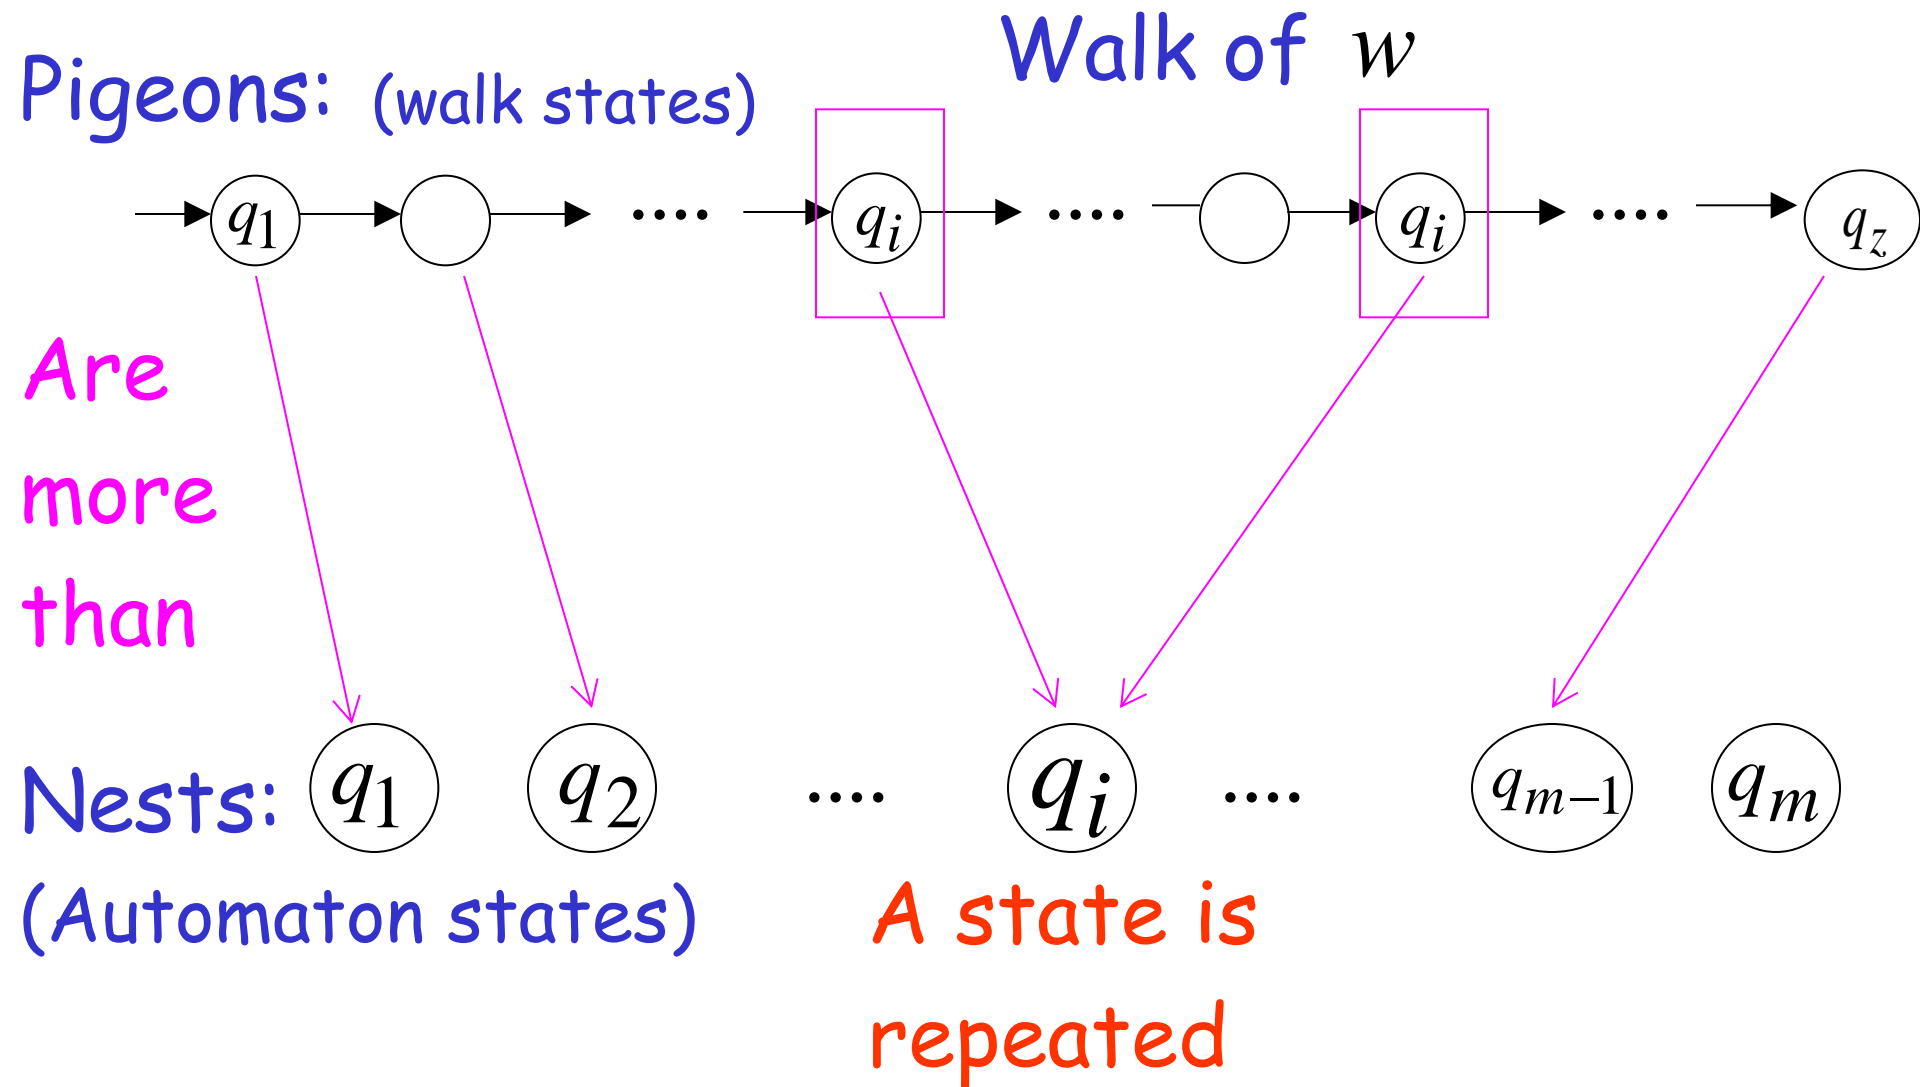 Walk of w
Pigeons: (walk states)
q1 .... qi .... qi .... qz
Are
more
than
Nests: q1 q2 .... qi .... qm−1 qm
(Automaton states)
A state is
repeated